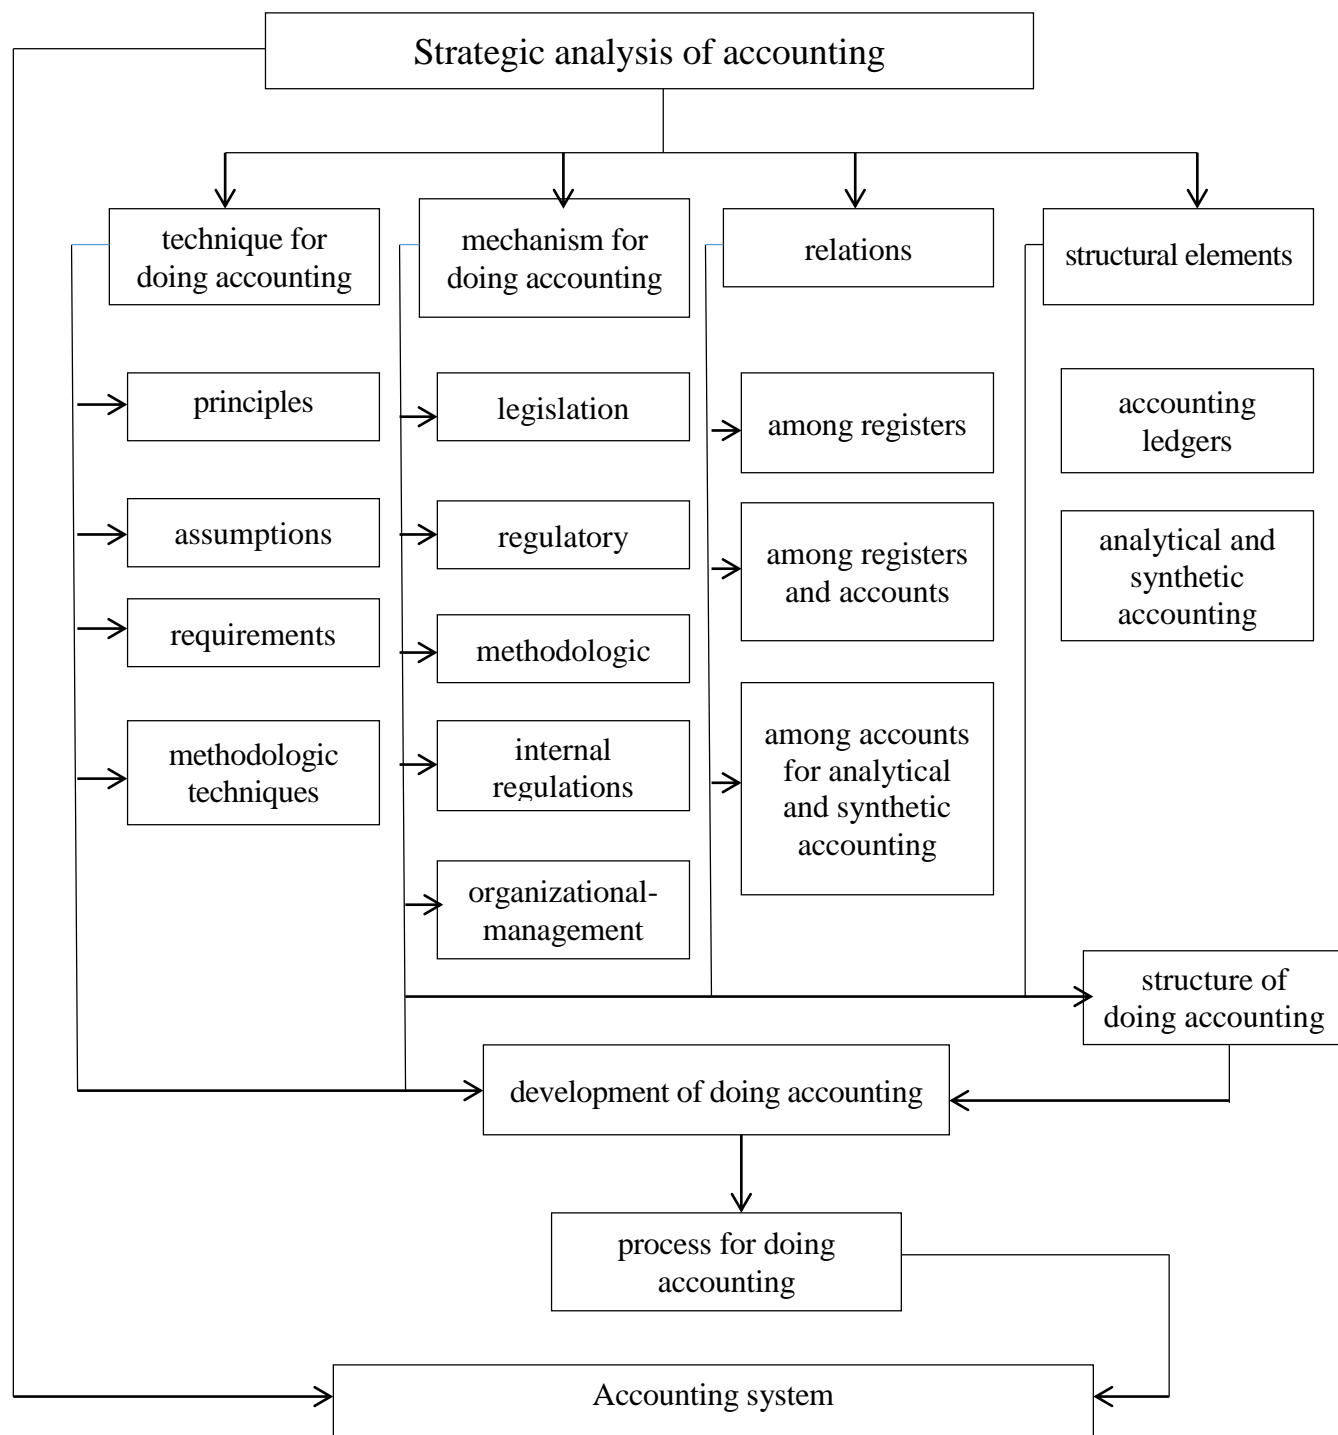 Strategic analysis of accounting
technique for
doing accounting
mechanism for
doing accounting
relations
structural elements
principles
assumptions
requirements
methodologic
techniques
legislation
regulatory
methodologic
internal
regulations
organizational-
management
among registers
among registers
and accounts
among accounts
for analytical
and synthetic
accounting
accounting
ledgers
analytical and
synthetic
accounting
structure of
doing accounting
development of doing accounting
process for doing
accounting
Accounting system